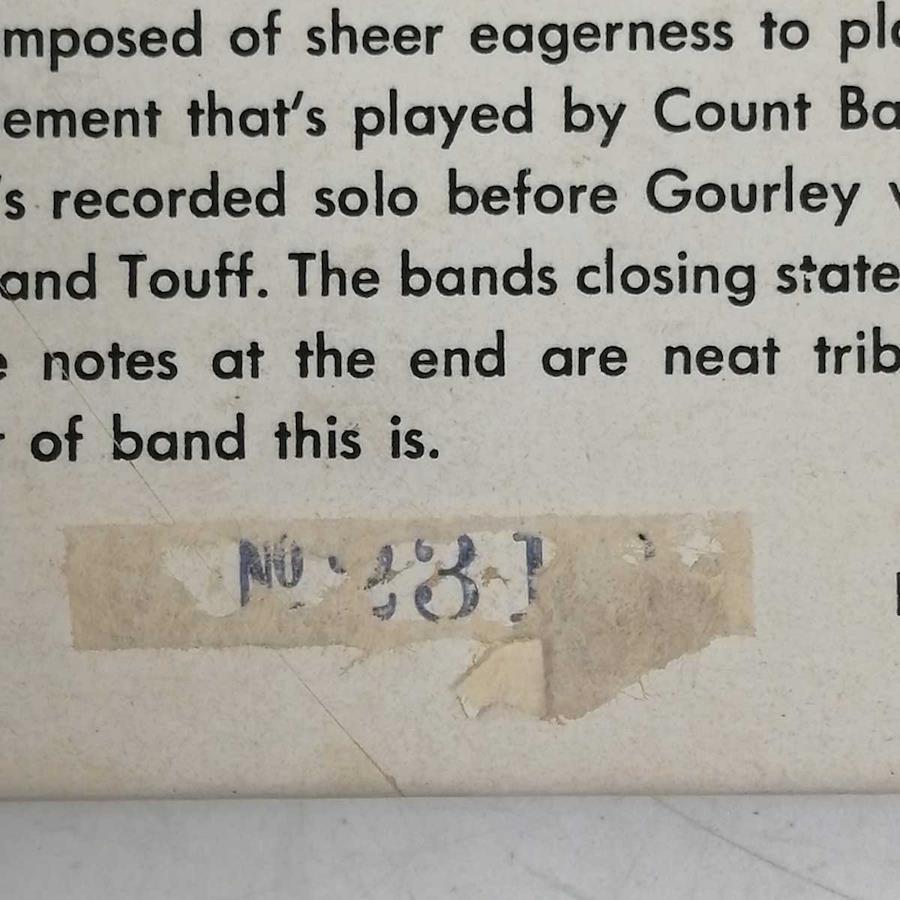 mposed of sheer eagerness to pl
ement that's played by Count Ba
's recorded solo before Gourley
and Touff. The bands closing state
notes at the end are neat trib
of band this is.
NO.